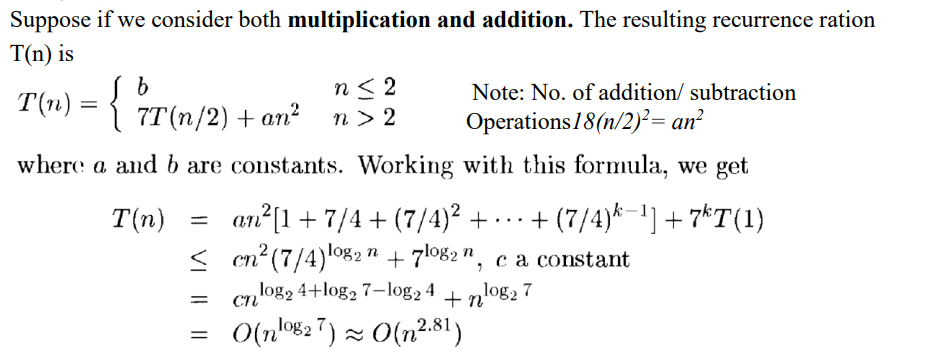 Suppose if we consider both multiplication and addition. The resulting recurrence ration
T(n) is
T(n) = { b n ≤ 2
7T(n/2) + an² n > 2
Note: No. of addition/ subtraction
Operations18(n/2)²= an²
where a and b are constants. Working with this formula, we get
T(n) = an²[1 + 7/4 + (7/4)² + ··· + (7/4)^(k−1)] + 7^k T(1)
≤ cn²(7/4)^(log₂ n) + 7^(log₂ n), c a constant
= cn^(log₂ 4+log₂ 7−log₂ 4) + n^(log₂ 7)
= O(n^(log₂ 7)) ≈ O(n^2.81)